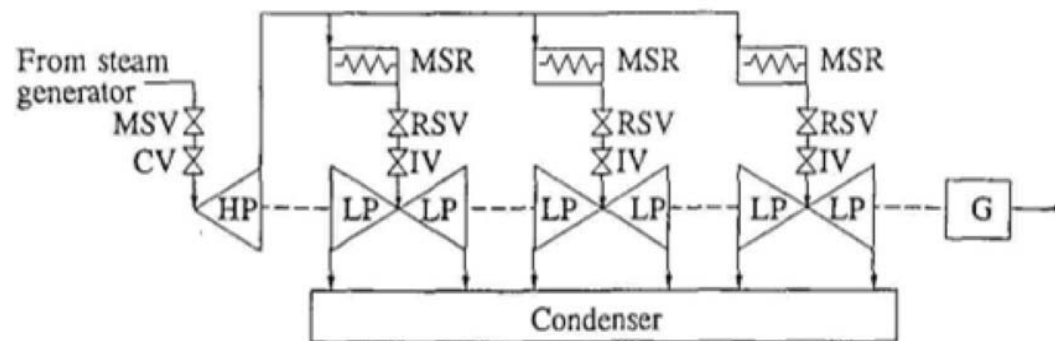 From steam
generator
MSV
CV
HP
MSR
MSR
MSR
RSV
RSV
RSV
IV
IV
IV
LP
LP
LP
LP
LP
LP
G
Condenser